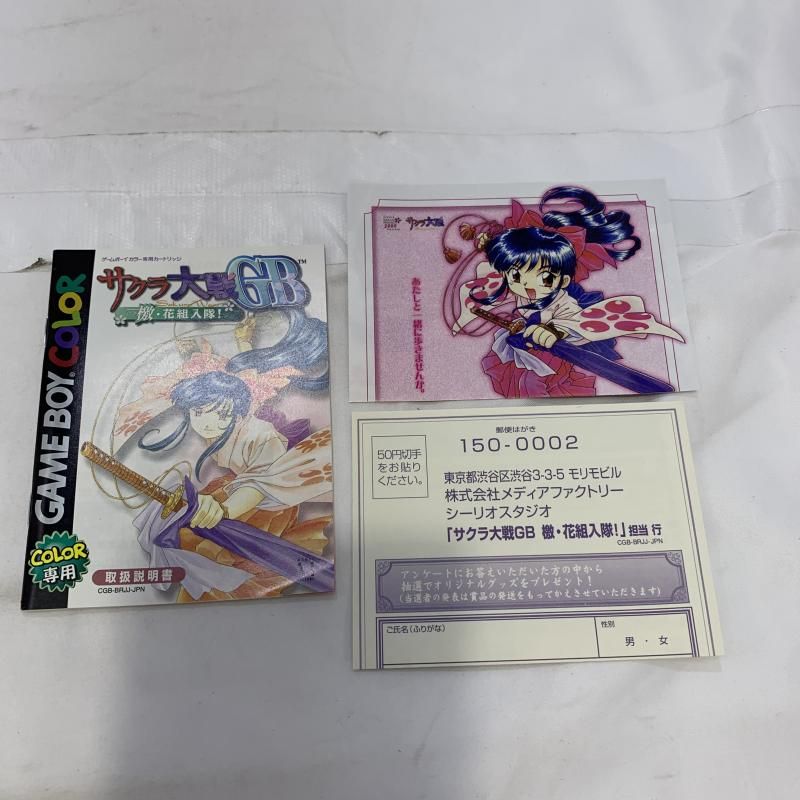 GAME BOY COLOR
COLOR
専用
ゲームボーイカラー専用カートリッジ
サクラ大戦GB™
檄・花組入隊!
取扱説明書
CGB-BRJJ-JPN
2000
サクラ大戦
あたしと一緒に歩きませんか。
郵便はがき
150-0002
50円切手
をお貼り
ください。
東京都渋谷区渋谷3-3-5 モリモビル
株式会社メディアファクトリー
シーリオスタジオ
「サクラ大戦GB 檄・花組入隊!」担当 行
CGB-BRJJ-JPN
アンケートにお答えいただいた方の中から
抽選でオリジナルグッズをプレゼント!
(当選者の発表は賞品の発送をもってかえさせていただきます)
ご氏名(ふりがな)
性別
男・女